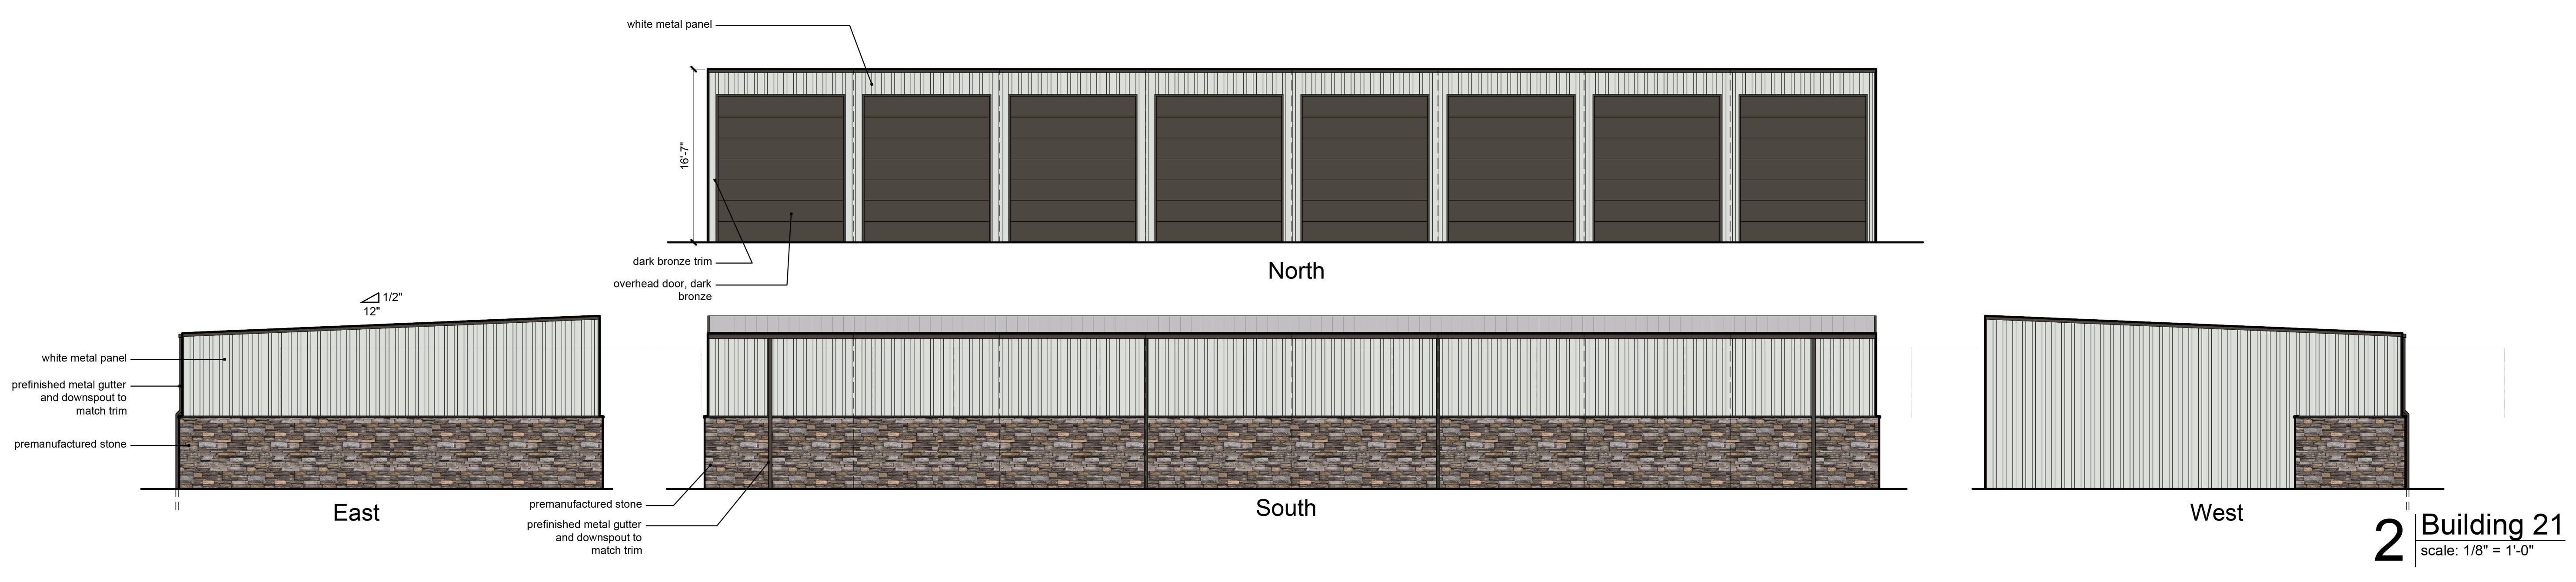 white metal panel
16'-7"
dark bronze trim
overhead door, dark
bronze
North
1/2"
12"
white metal panel
prefinished metal gutter
and downspout to
match trim
premanufactured stone
East
premanufactured stone
prefinished metal gutter
and downspout to
match trim
South
West
2
Building 21
scale: 1/8" = 1'-0"